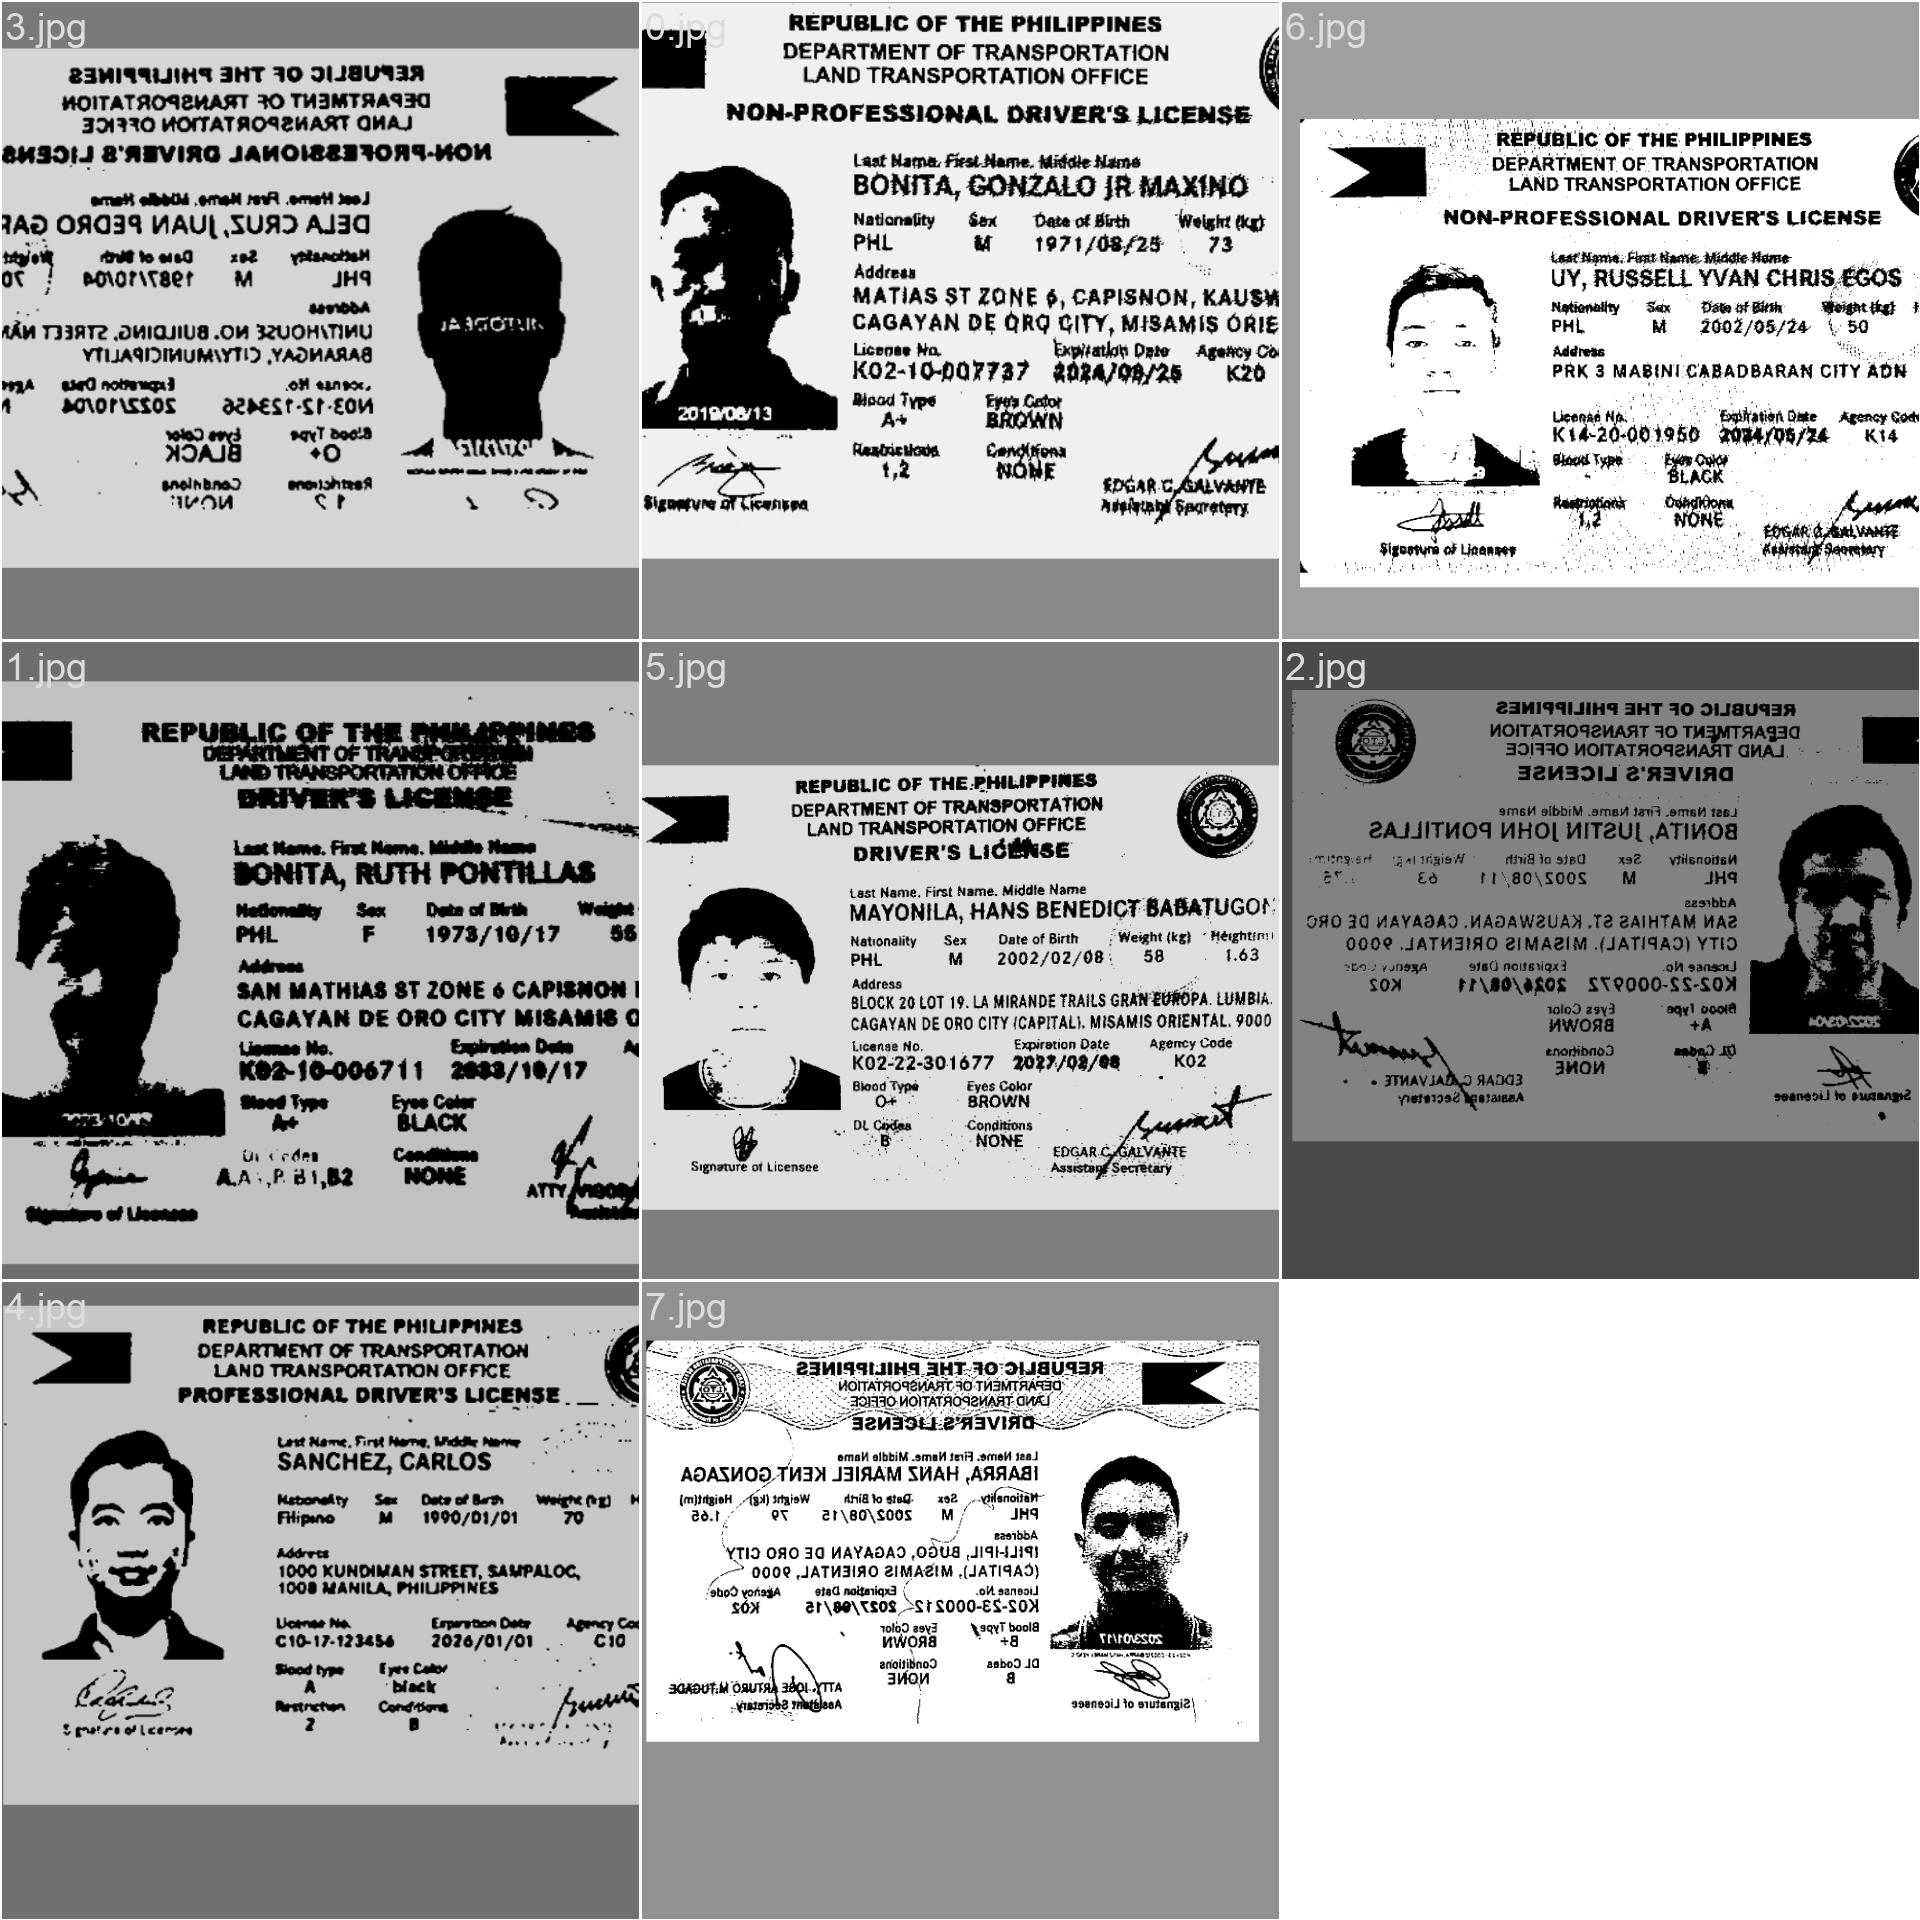 3.jpg
REPUBLIC OF THE PHILIPPINES
DEPARTMENT OF TRANSPORTATION
LAND TRANSPORTATION OFFICE
NON-PROFESSIONAL DRIVER'S LICENS
Last Name, First Name, Middle Name
DELA CRUZ, JUAN PEDRO GAR
Nationality Sex Date of Birth Weight
PHL M 1987/10/04 70
Address
UNIT/HOUSE NO. BUILDING, STREET NAM
BARANGAY, CITY/MUNICIPALITY
License No. Expiration Date Age
N03-12-123456 2022/10/04 N
Blood Type Eyes Color
O+ BLACK
Restrictions Conditions
1 2 NONE
0.jpg
REPUBLIC OF THE PHILIPPINES
DEPARTMENT OF TRANSPORTATION
LAND TRANSPORTATION OFFICE
NON-PROFESSIONAL DRIVER'S LICENSE
Last Name, First Name, Middle Name
BONITA, GONZALO JR MAXINO
Nationality Sex Date of Birth Weight (kg)
PHL M 1971/08/25 73
Address
MATIAS ST ZONE 6, CAPISNON, KAUSW
CAGAYAN DE ORO CITY, MISAMIS ORIE
License No. Expiration Date Agency Co
K02-10-007737 2024/08/25 K20
2019/06/13
Blood Type Eyes Color
A+ BROWN
Restrictions Conditions
1,2 NONE
EDGAR C. GALVANTE
Signature of Licensee Assistant Secretary
6.jpg
REPUBLIC OF THE PHILIPPINES
DEPARTMENT OF TRANSPORTATION
LAND TRANSPORTATION OFFICE
NON-PROFESSIONAL DRIVER'S LICENSE
Last Name, First Name, Middle Name
UY, RUSSELL YVAN CHRIS EGOS
Nationality Sex Date of Birth Weight (kg) H
PHL M 2002/05/24 50
Address
PRK 3 MABINI CABADBARAN CITY ADN
License No. Expiration Date Agency Code
K14-20-001950 2024/05/24 K14
Blood Type Eyes Color
- BLACK
Restrictions Conditions
1,2 NONE
EDGAR C. GALVANTE
Signature of Licensee Assistant Secretary
1.jpg
REPUBLIC OF THE PHILIPPINES
DEPARTMENT OF TRANSPORTATION
LAND TRANSPORTATION OFFICE
DRIVER'S LICENSE
Last Name, First Name, Middle Name
BONITA, RUTH PONTILLAS
Nationality Sex Date of Birth Weight
PHL F 1973/10/17 56
Address
SAN MATHIAS ST ZONE 6 CAPISNON
CAGAYAN DE ORO CITY MISAMIS O
License No. Expiration Date A
K02-10-006711 2033/10/17
Blood Type Eyes Color
A+ BLACK
DL Codes Conditions
B1,B2 NONE
ATTY
Signature of Licensee
5.jpg
REPUBLIC OF THE PHILIPPINES
DEPARTMENT OF TRANSPORTATION
LAND TRANSPORTATION OFFICE
DRIVER'S LICENSE
Last Name, First Name, Middle Name
MAYONILA, HANS BENEDICT BABATUGON
Nationality Sex Date of Birth Weight (kg) Height(m)
PHL M 2002/02/08 58 1.63
Address
BLOCK 20 LOT 19. LA MIRANDE TRAILS GRAN EUROPA. LUMBIA.
CAGAYAN DE ORO CITY (CAPITAL). MISAMIS ORIENTAL. 9000
License No. Expiration Date Agency Code
K02-22-301677 2027/02/08 K02
Blood Type Eyes Color
O+ BROWN
DL Codes Conditions
B NONE
EDGAR C. GALVANTE
Signature of Licensee Assistant Secretary
2.jpg
REPUBLIC OF THE PHILIPPINES
DEPARTMENT OF TRANSPORTATION
LAND TRANSPORTATION OFFICE
DRIVER'S LICENSE
Last Name, First Name, Middle Name
BONITA, JUSTIN JOHN PONTILLAS
Nationality Sex Date of Birth Weight (kg)
PHL M 2002/08/11 63
Address
SAN MATHIAS ST. KAUSWAGAN. CAGAYAN DE ORO
CITY (CAPITAL). MISAMIS ORIENTAL. 9000
License No. Expiration Date Agency Code
K02-22-000972 2026/08/11 K02
Blood Type Eyes Color
A+ BROWN
DL Codes Conditions
NONE
EDGAR C. GALVANTE
Signature of Licensee Assistant Secretary
4.jpg
REPUBLIC OF THE PHILIPPINES
DEPARTMENT OF TRANSPORTATION
LAND TRANSPORTATION OFFICE
PROFESSIONAL DRIVER'S LICENSE
Last Name, First Name, Middle Name
SANCHEZ, CARLOS
Nationality Sex Date of Birth Weight (kg) H
Filipino M 1990/01/01 70
Address
1000 KUNDIMAN STREET, SAMPALOC,
1008 MANILA, PHILIPPINES
License No. Expiration Date Agency Cod
C10-17-123456 2026/01/01 C10
Blood type Eyes Color
A black
Restriction Conditions
2 B
Signature of Licensee
7.jpg
REPUBLIC OF THE PHILIPPINES
DEPARTMENT OF TRANSPORTATION
LAND TRANSPORTATION OFFICE
DRIVER'S LICENSE
Last Name, First Name, Middle Name
IBARRA, HANZ MARIEL KENT GONZAGA
Nationality Sex Date of Birth Weight (kg) Height(m)
PHL M 2002/08/15 79 1.65
Address
IPIL-IPIL, BUGO, CAGAYAN DE ORO CITY
(CAPITAL), MISAMIS ORIENTAL, 9000
License No. Expiration Date Agency Code
K02-23-000212 2027/08/15 K02
Blood Type Eyes Color
B+ BROWN
2023/01/17
DL Codes Conditions
B NONE
ATTY. JOSE ARTURO M. TUGADE
Signature of Licensee Assistant Secretary